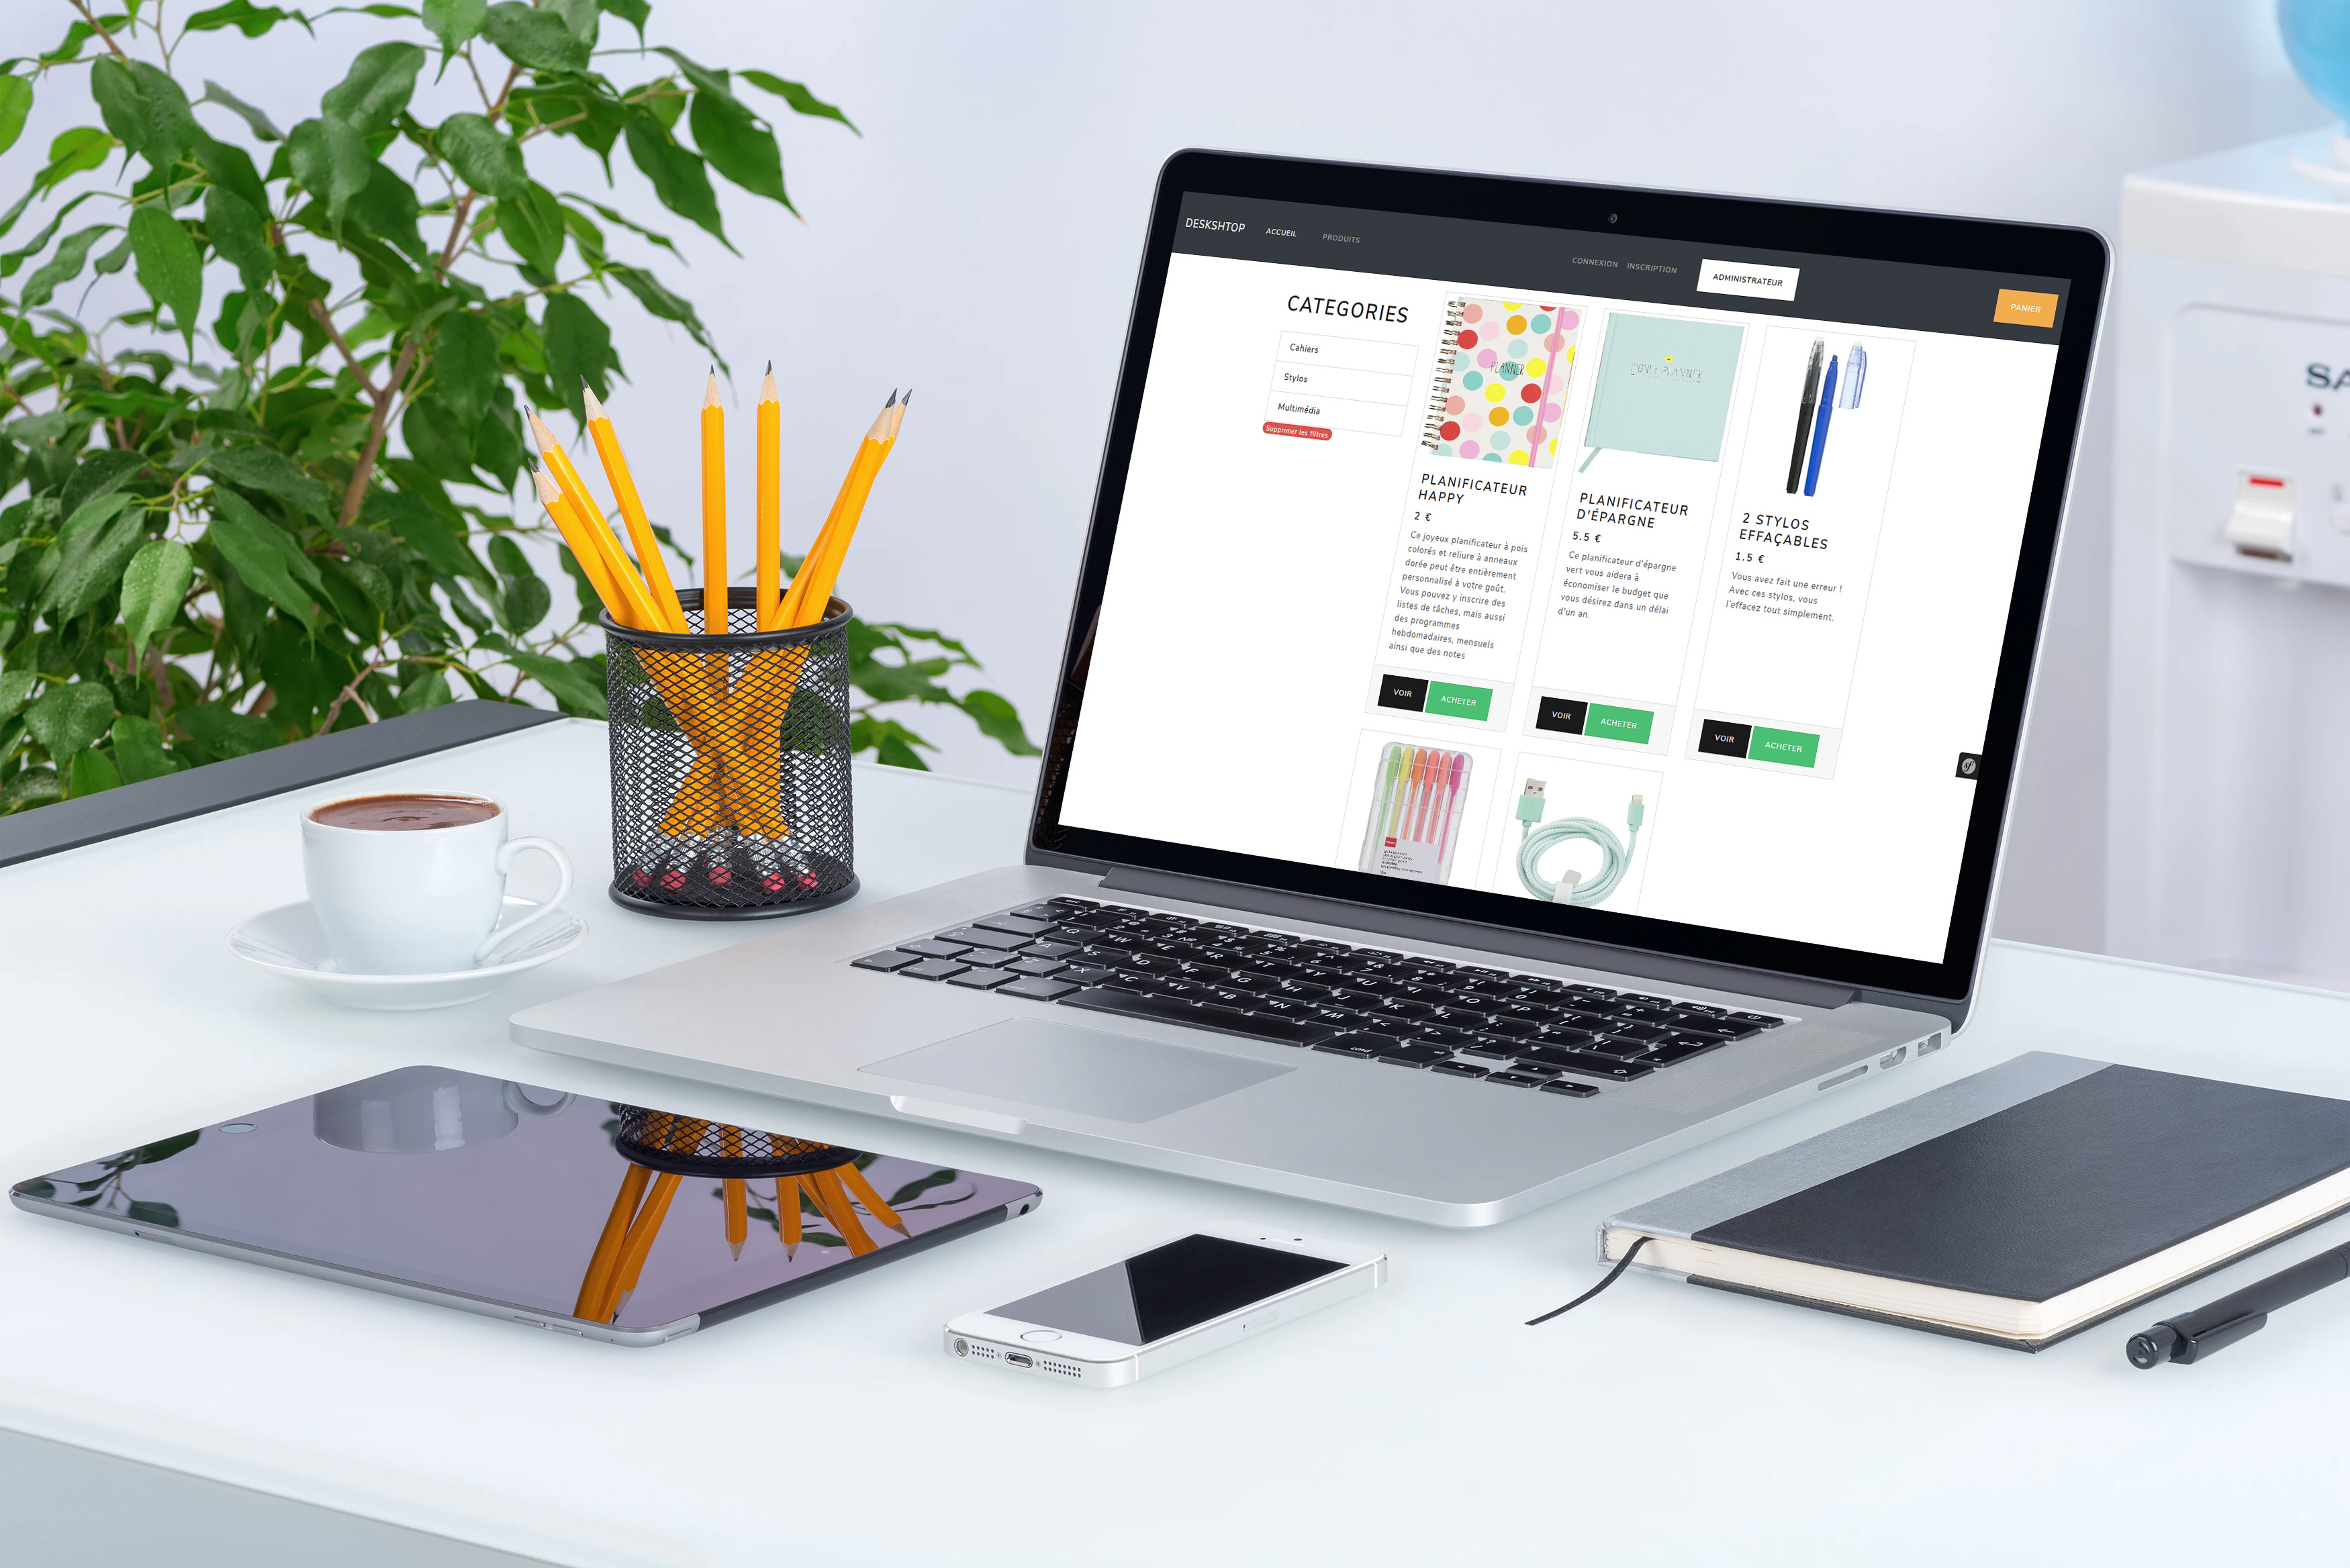 DESKSHTOP
ACCUEIL
PRODUITS
CONNEXION
INSCRIPTION
ADMINISTRATEUR
PANIER
CATEGORIES
Cahiers
Stylos
Multimédia
Supprimer les filtres
PLANNER
PLANIFICATEUR
HAPPY
2 €
Ce joyeux planificateur à pois
colorés et reliure à anneaux
dorée peut être entièrement
personnalisé à votre goût.
Vous pouvez y inscrire des
listes de tâches, mais aussi
des programmes
hebdomadaires, mensuels
ainsi que des notes
VOIR
ACHETER
PLANNER
PLANIFICATEUR
D'ÉPARGNE
5.5 €
Ce planificateur d'épargne
vert vous aidera à
économiser le budget que
vous désirez dans un délai
d'un an.
VOIR
ACHETER
2 STYLOS
EFFAÇABLES
1.5 €
Vous avez fait une erreur !
Avec ces stylos, vous
l'effacez tout simplement.
VOIR
ACHETER
sf
SA